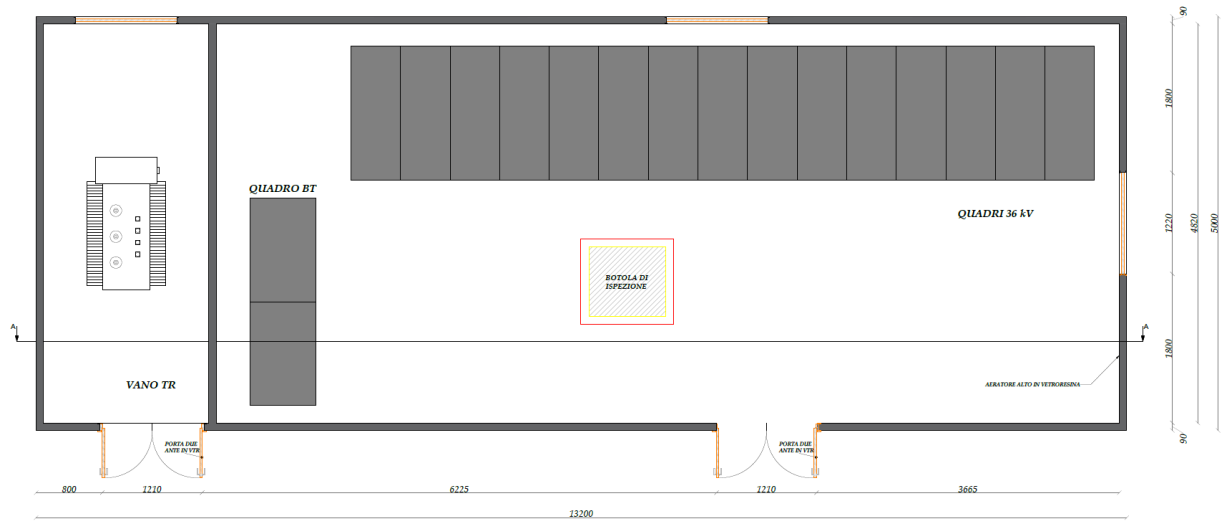 90
1800
QUADRO BT
QUADRI 36 kV
1220
4820
5000
BOTOLA DI
ISPEZIONE
A
A
1800
VANO TR
AERATORE ALTO IN VETRORESINA
PORTA DUE
ANTE IN VTR
PORTA DUE
ANTE IN VTR
90
800
1210
6225
1210
3665
13200